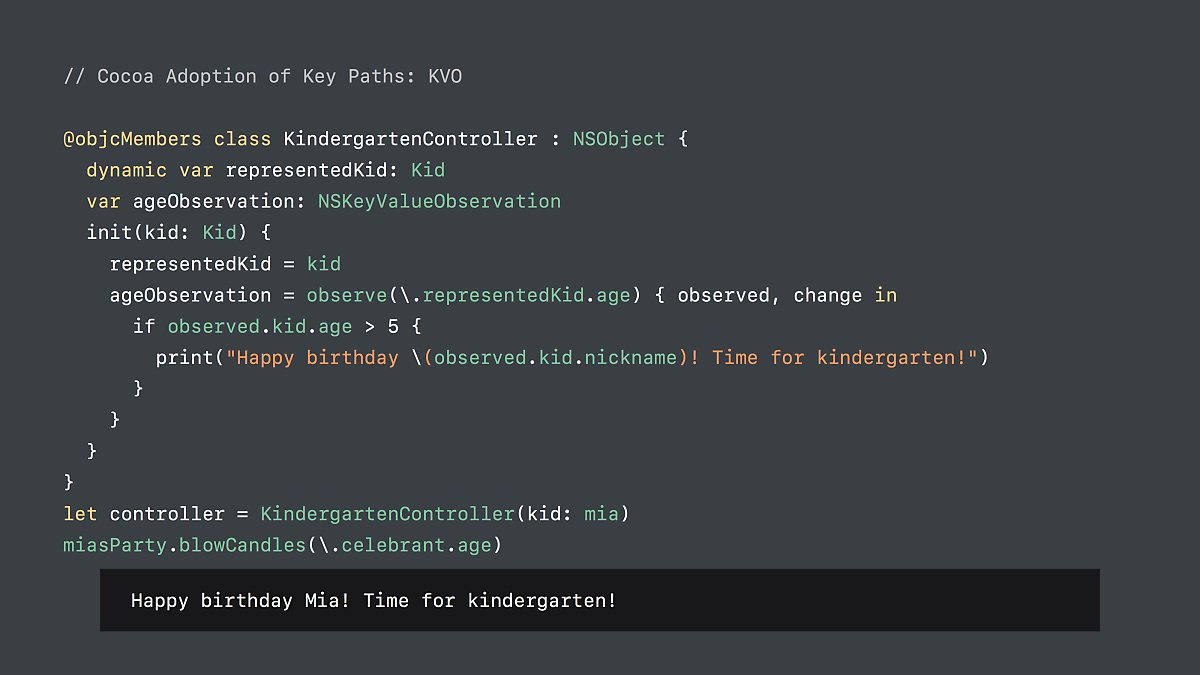 // Cocoa Adoption of Key Paths: KVO
@objcMembers class KindergartenController : NSObject {
  dynamic var representedKid: Kid
  var ageObservation: NSKeyValueObservation
  init(kid: Kid) {
    representedKid = kid
    ageObservation = observe(\.representedKid.age) { observed, change in
      if observed.kid.age > 5 {
        print("Happy birthday \(observed.kid.nickname)! Time for kindergarten!")
      }
    }
  }
}
let controller = KindergartenController(kid: mia)
miasParty.blowCandles(\.celebrant.age)
Happy birthday Mia! Time for kindergarten!